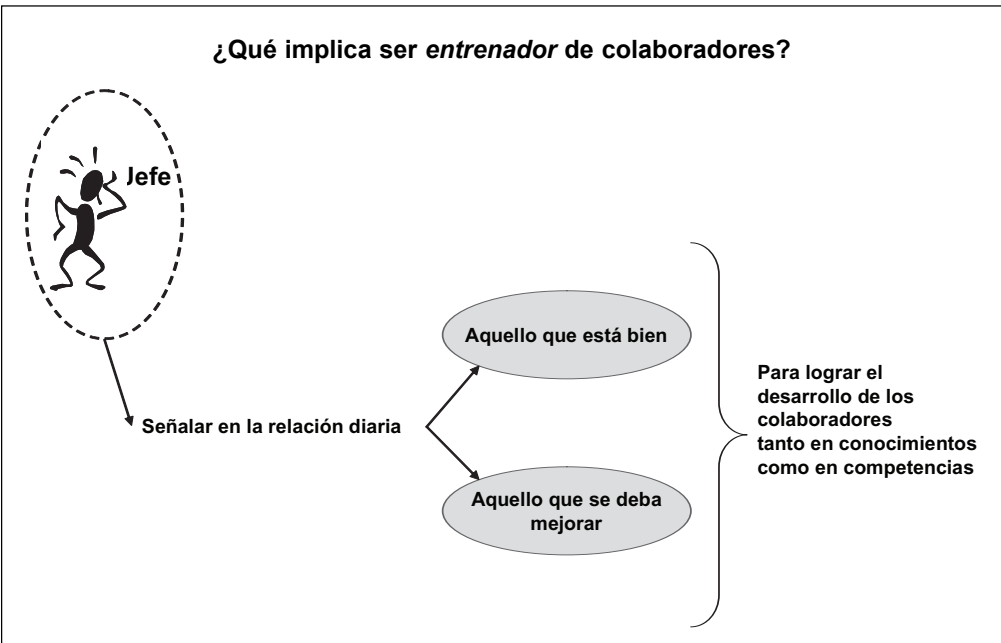 ¿Qué implica ser entrenador de colaboradores?
Jefe
Aquello que está bien
Señalar en la relación diaria
Aquello que se deba
mejorar
Para lograr el
desarrollo de los
colaboradores
tanto en conocimientos
como en competencias